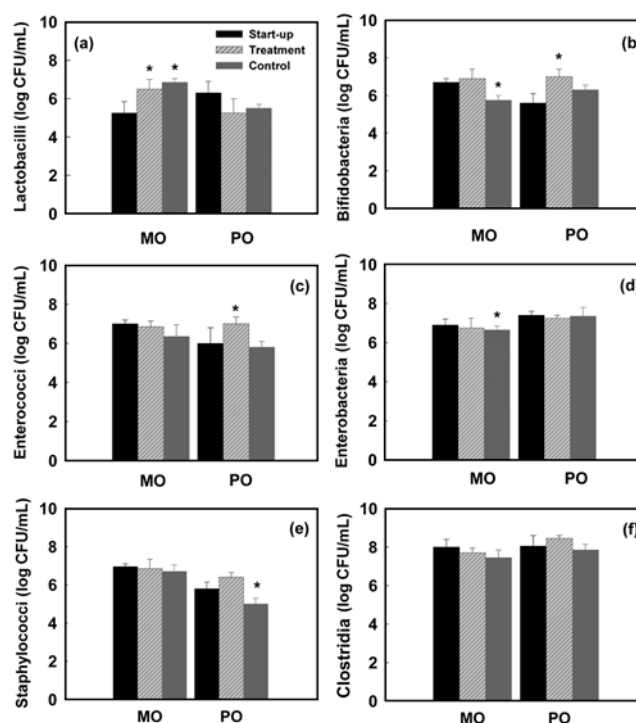 (a)
Start-up
Treatment
Control
* *
Lactobacilli (log CFU/mL)
10
8
6
4
2
0
MO PO
(b)
*
*
Bifidobacteria (log CFU/mL)
10
8
6
4
2
0
MO PO
(c)
*
Enterococci (log CFU/mL)
10
8
6
4
2
0
MO PO
(d)
*
Enterobacteria (log CFU/mL)
10
8
6
4
2
0
MO PO
(e)
*
Staphylococci (log CFU/mL)
10
8
6
4
2
0
MO PO
(f)
Clostridia (log CFU/mL)
10
8
6
4
2
0
MO PO